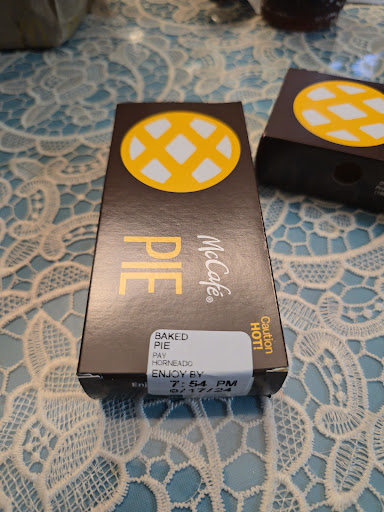 McCafé®
PIE
Caution
HOT!
BAKED
PIE
PAY
HORNEADO
ENJOY BY
7:54 PM